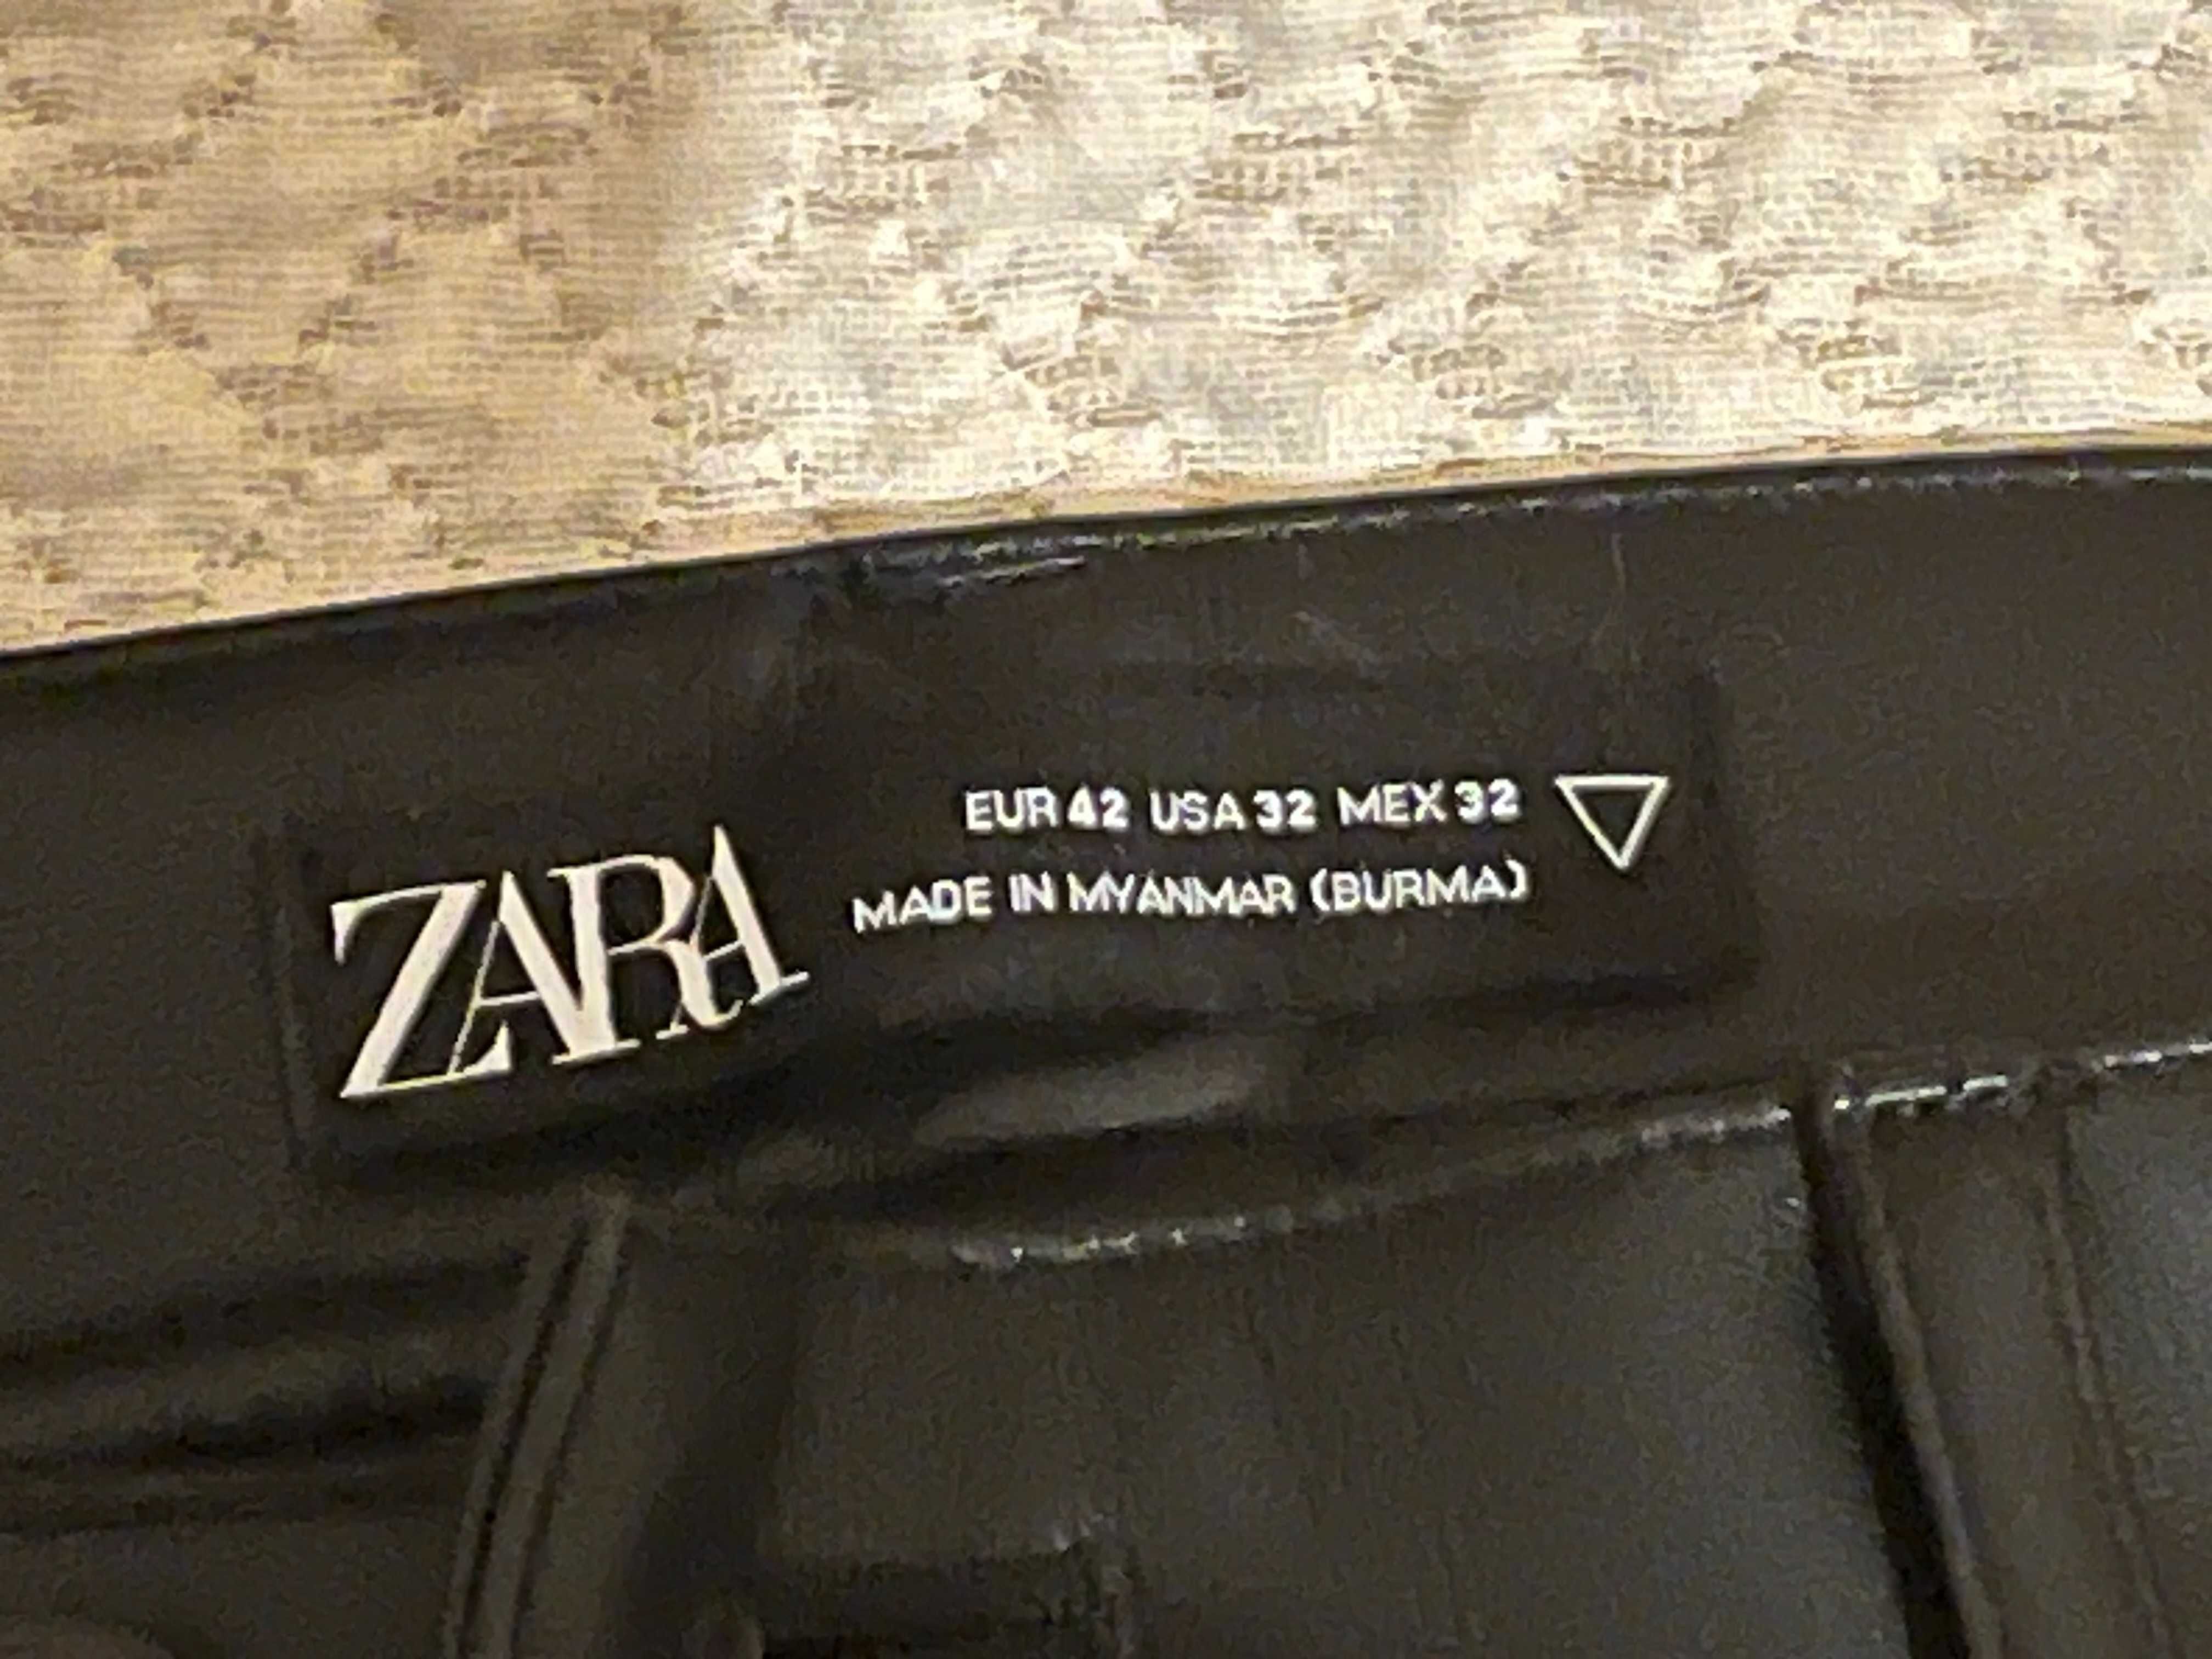 ZARA
EUR 42 USA 32 MEX 32
MADE IN MYANMAR (BURMA)